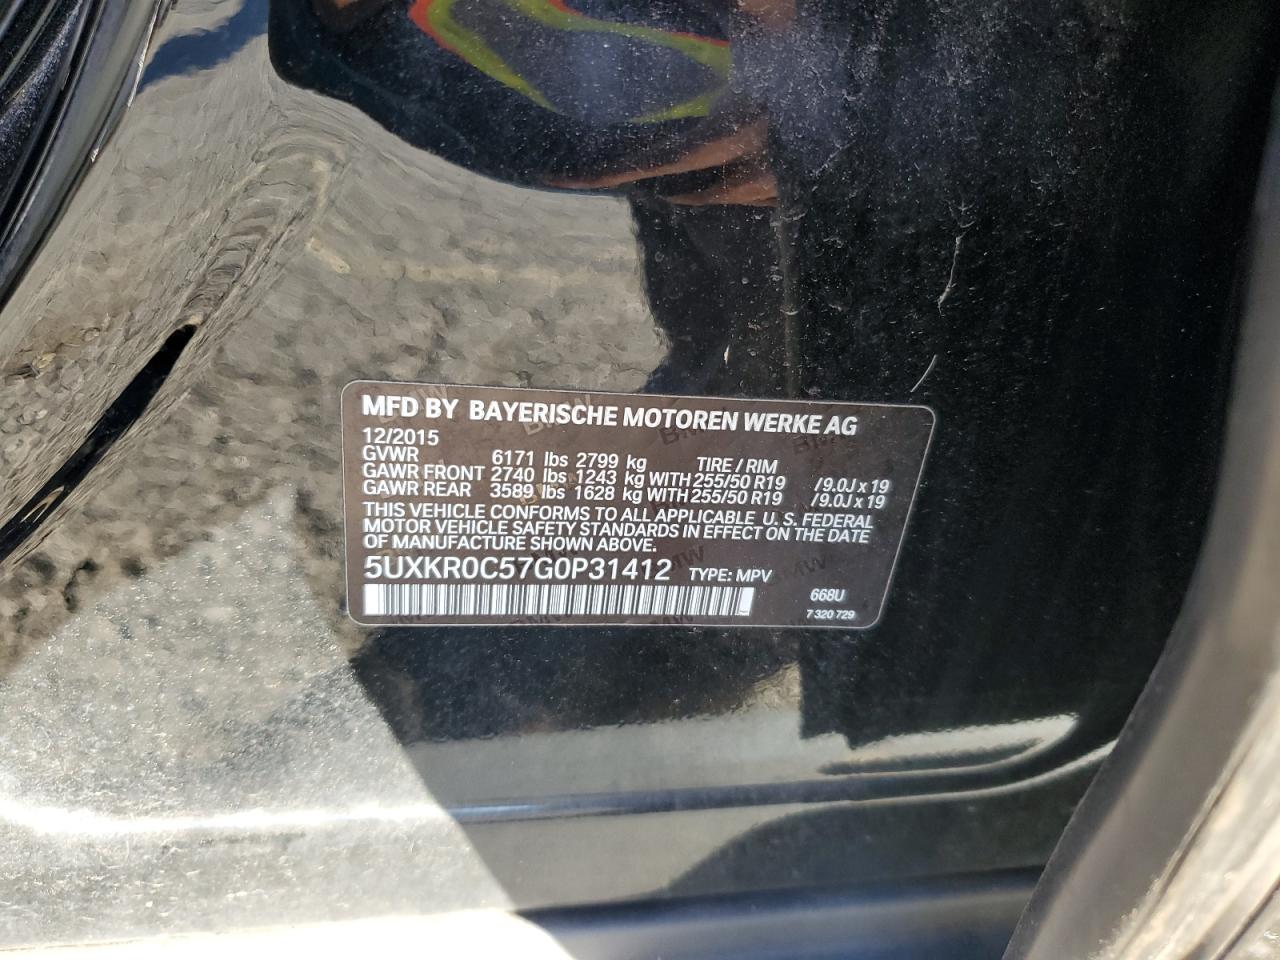 MFD BY BAYERISCHE MOTOREN WERKE AG
12/2015
GVWR 6171 lbs 2799 kg TIRE / RIM
GAWR FRONT 2740 lbs 1243 kg WITH 255/50 R19 /9.0J x 19
GAWR REAR 3589 lbs 1628 kg WITH 255/50 R19 /9.0J x 19
THIS VEHICLE CONFORMS TO ALL APPLICABLE U. S. FEDERAL
MOTOR VEHICLE SAFETY STANDARDS IN EFFECT ON THE DATE
OF MANUFACTURE SHOWN ABOVE.
5UXKR0C57G0P31412 TYPE: MPV
668U
7 320 729